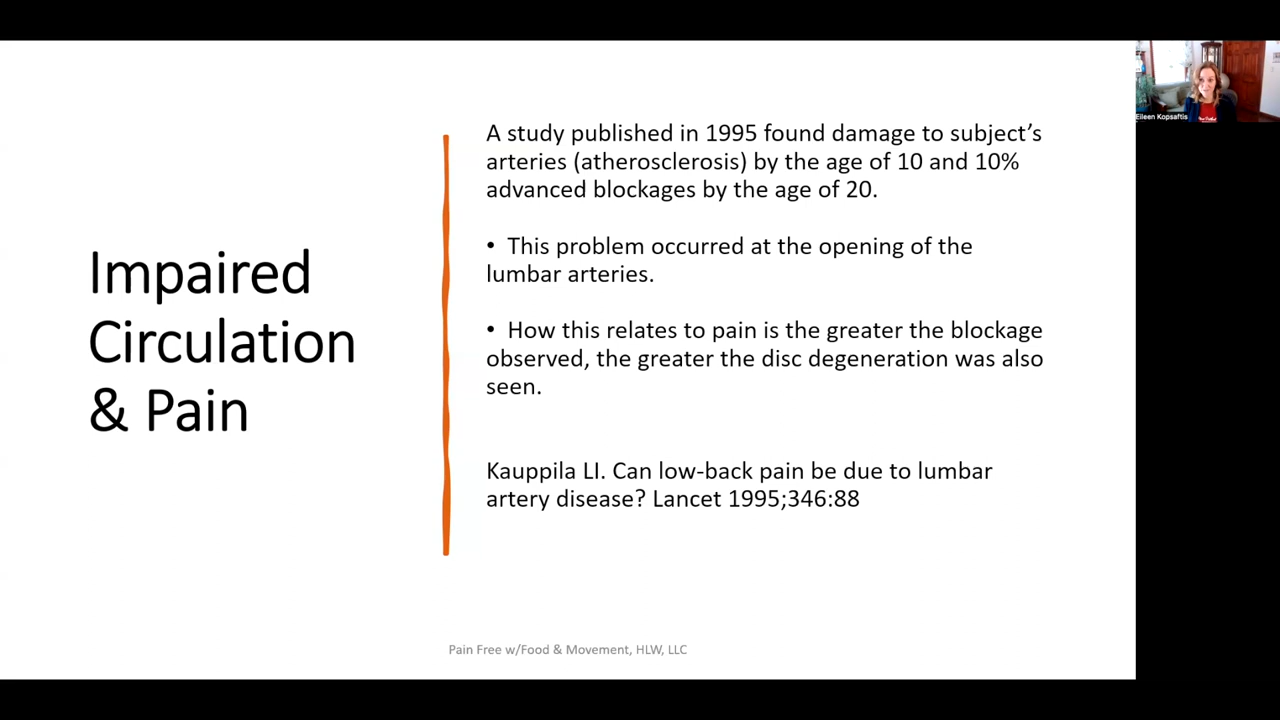 Impaired
Circulation
& Pain
A study published in 1995 found damage to subject's
arteries (atherosclerosis) by the age of 10 and 10%
advanced blockages by the age of 20.
• This problem occurred at the opening of the
lumbar arteries.
• How this relates to pain is the greater the blockage
observed, the greater the disc degeneration was also
seen.
Kauppila LI. Can low-back pain be due to lumbar
artery disease? Lancet 1995;346:88
Pain Free w/Food & Movement, HLW, LLC
Eileen Kopsaftis